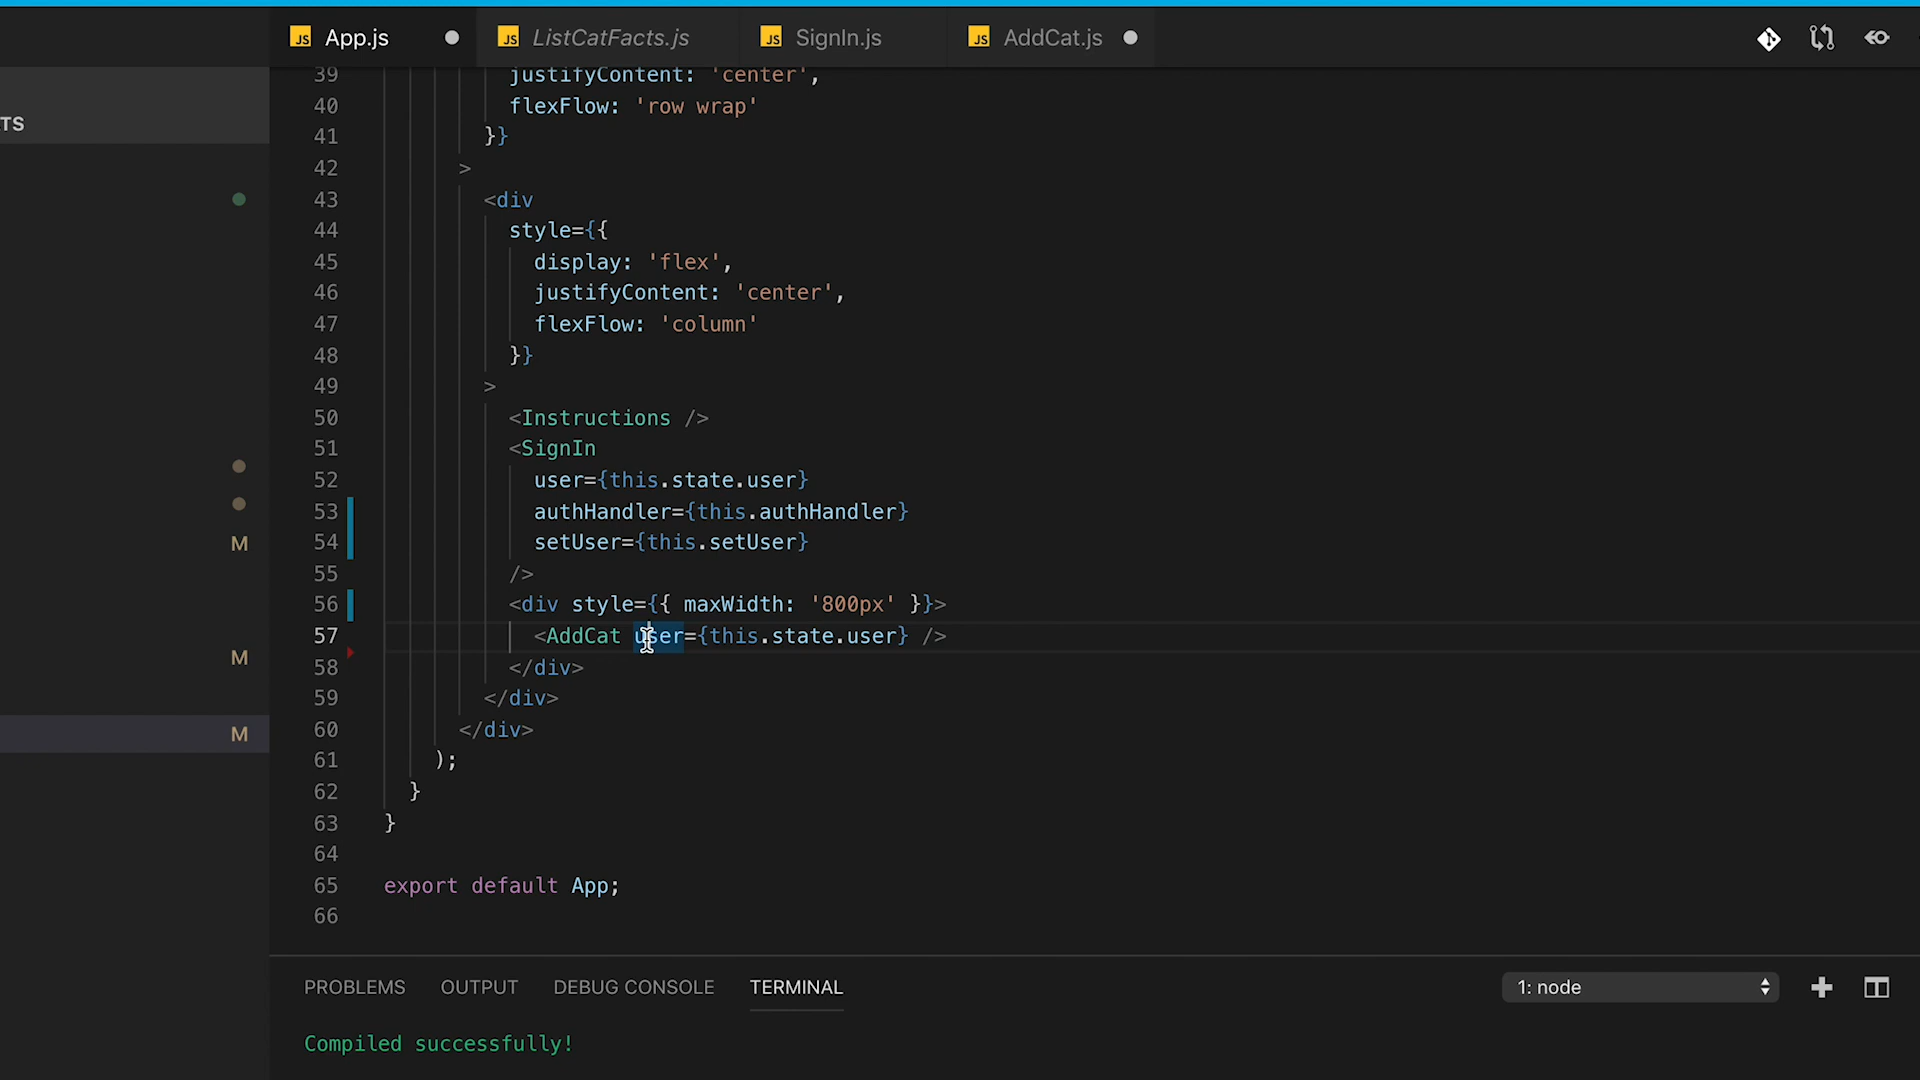 JS App.js JS ListCatFacts.js JS SignIn.js JS AddCat.js
TS
39 justifyContent: 'center',
40 flexFlow: 'row wrap'
41 }}
42 >
43 <div
44 style={{
45 display: 'flex',
46 justifyContent: 'center',
47 flexFlow: 'column'
48 }}
49 >
50 <Instructions />
51 <SignIn
52 user={this.state.user}
53 authHandler={this.authHandler}
54 setUser={this.setUser}
55 />
56 <div style={{ maxWidth: '800px' }}>
57 <AddCat user={this.state.user} />
58 </div>
59 </div>
60 </div>
61 );
62 }
63 }
64
65 export default App;
66
M
M
M
PROBLEMS OUTPUT DEBUG CONSOLE TERMINAL 1: node
Compiled successfully!